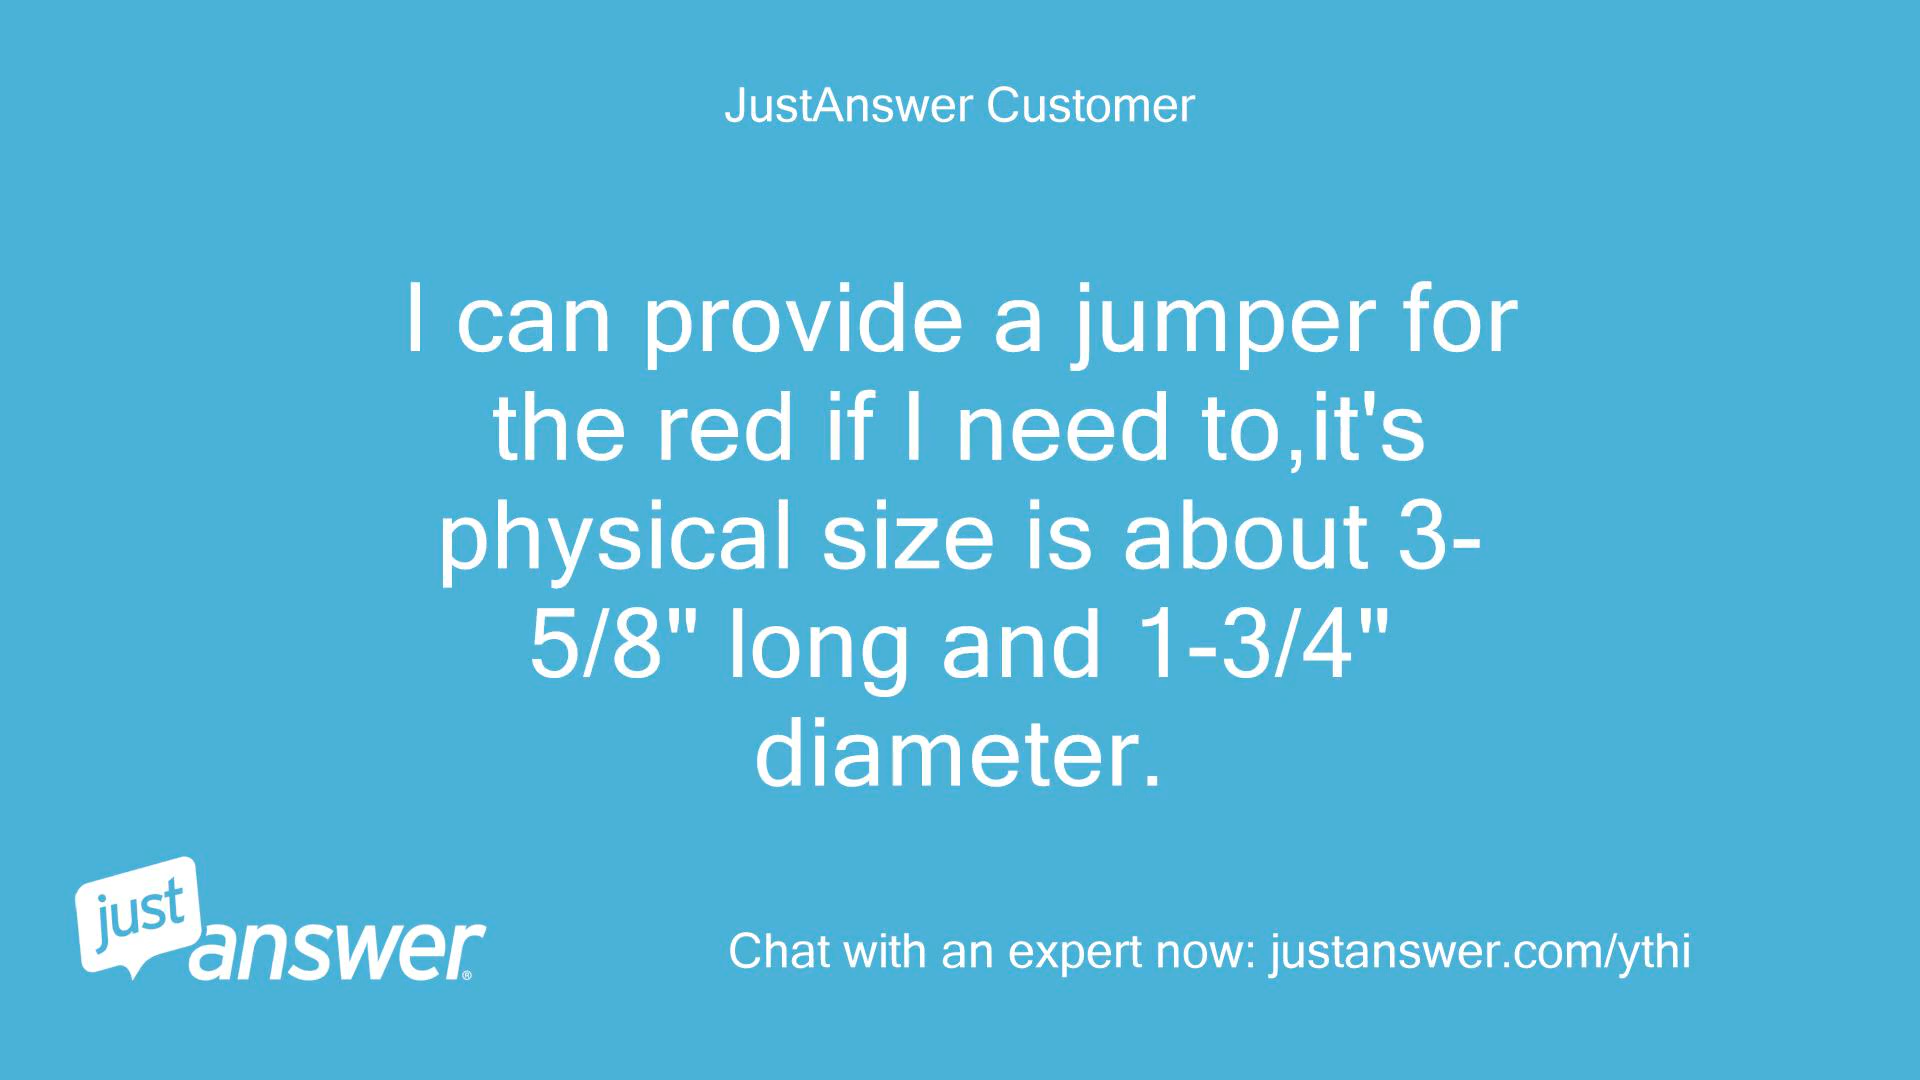 JustAnswer Customer
I can provide a jumper for
the red if I need to,it's
physical size is about 3-
5/8" long and 1-3/4"
diameter.
just
answer®
Chat with an expert now: justanswer.com/ythi